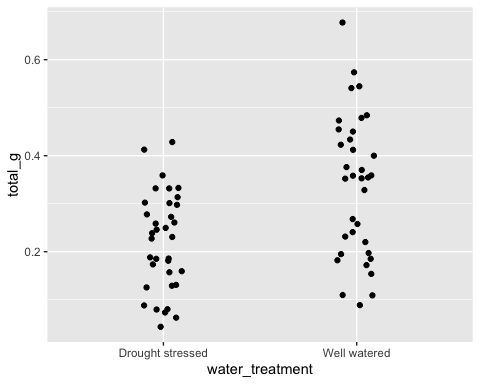 total_g
0.6
0.4
0.2
Drought stressed
Well watered
water_treatment